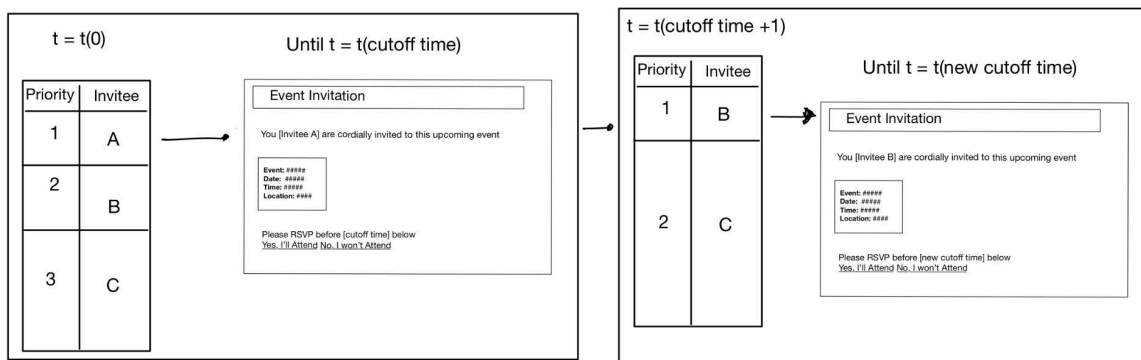 t = t(0)
Until t = t(cutoff time)
Priority Invitee
1 A
2 B
3 C
Event Invitation
You [Invitee A] are cordially invited to this upcoming event
Event: #####
Date: #####
Time: #####
Location: ####
Please RSVP before [cutoff time] below
Yes, I'll Attend No, I won't Attend
t = t(cutoff time +1)
Until t = t(new cutoff time)
Priority Invitee
1 B
2 C
Event Invitation
You [Invitee B] are cordially invited to this upcoming event
Event: #####
Date: #####
Time: #####
Location: ####
Please RSVP before [new cutoff time] below
Yes, I'll Attend No, I won't Attend